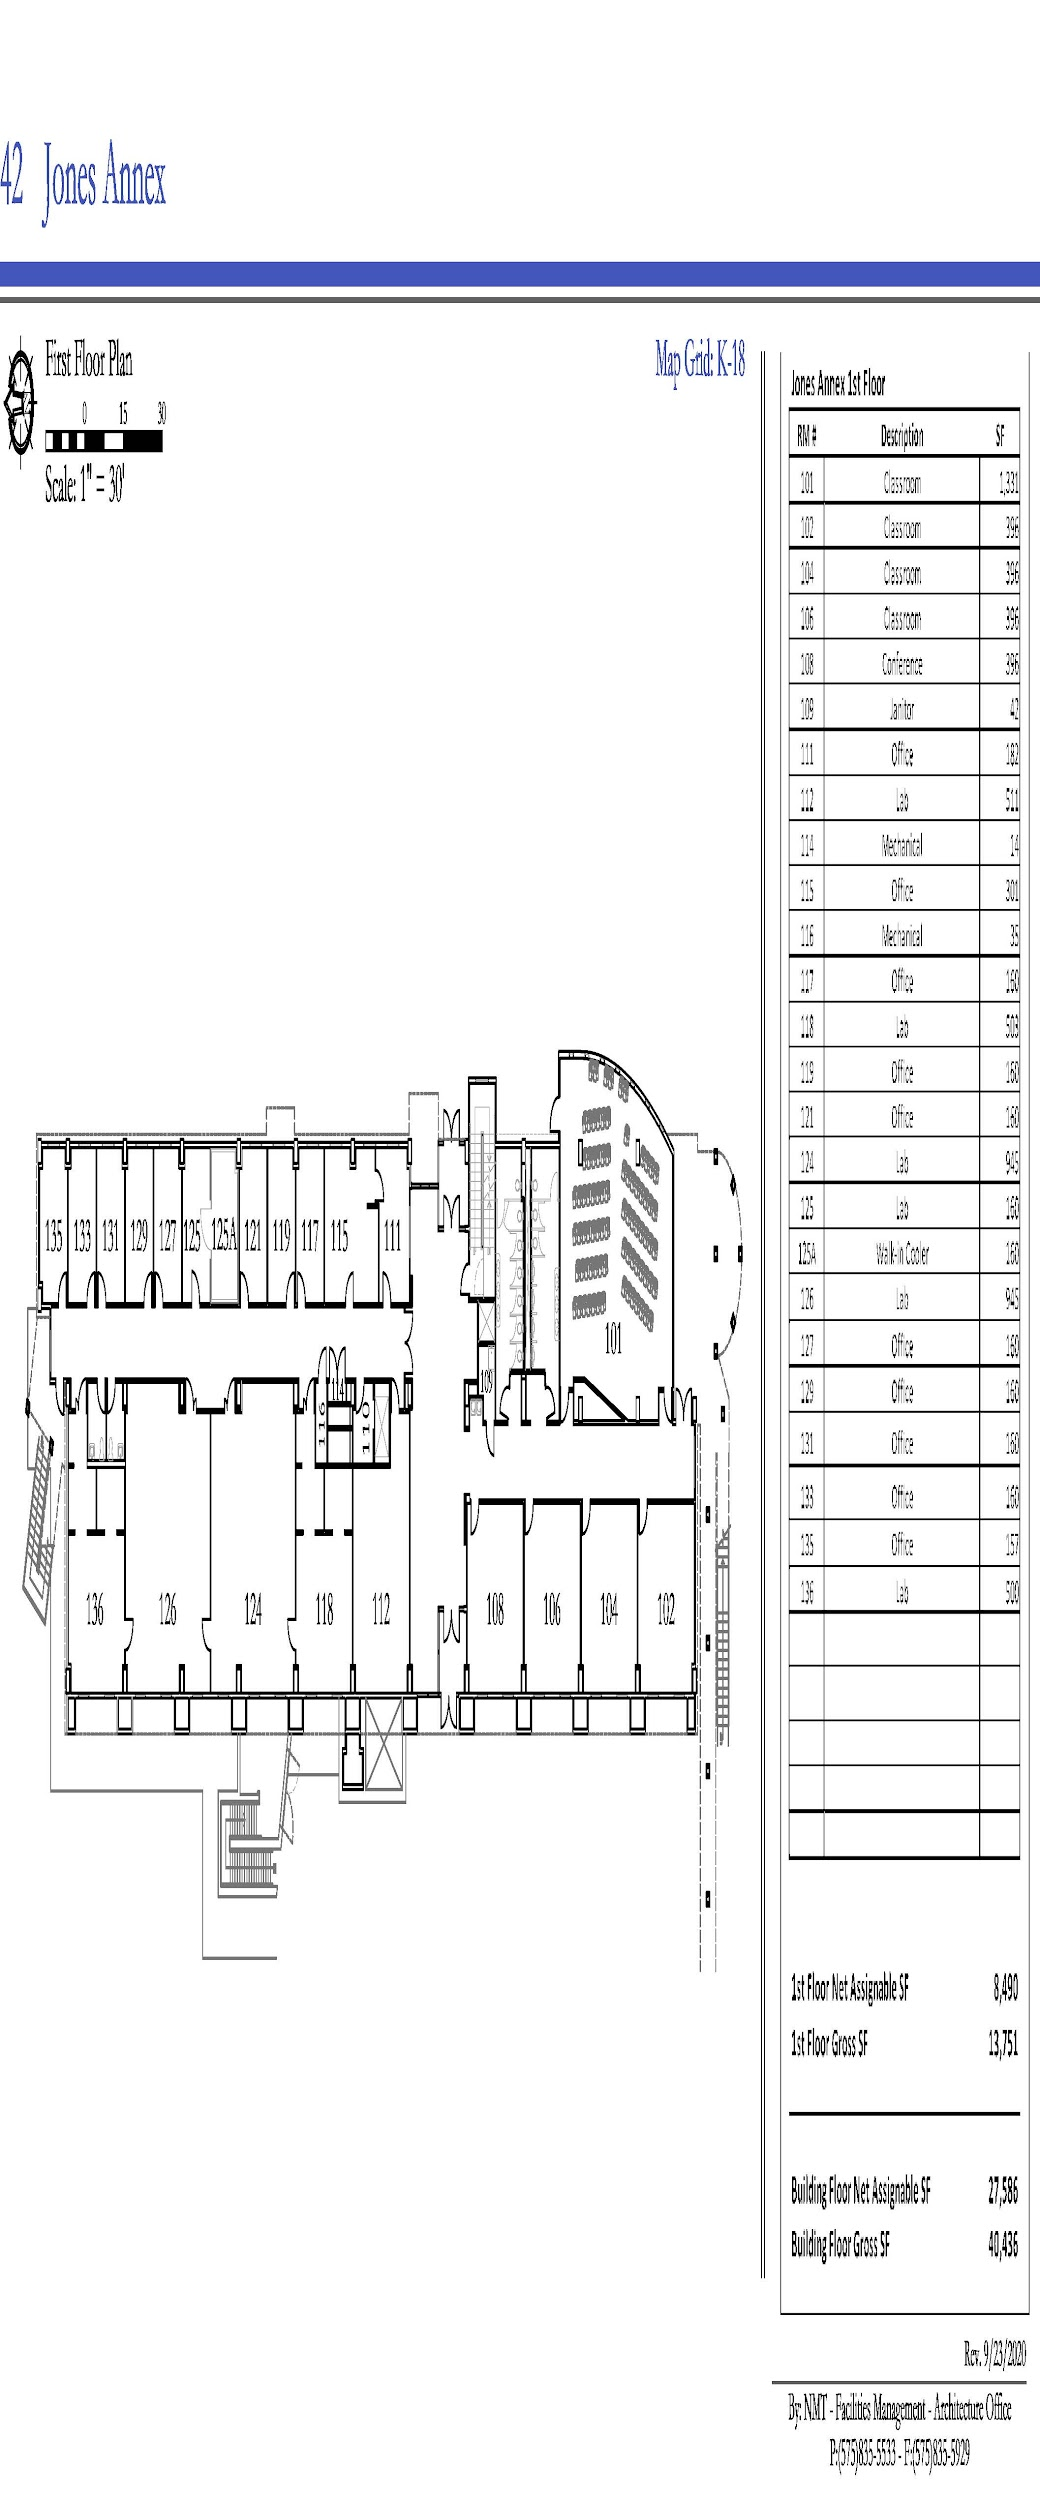 42 Jones Annex
First Floor Plan
Map Grid: K-18
0 15 30
Scale: 1" = 30'
Jones Annex 1st Floor
RM # Description SF
101 Classroom 1,331
102 Classroom 396
104 Classroom 396
106 Classroom 396
108 Conference 396
109 Janitor 42
111 Office 182
112 Lab 511
114 Mechanical 14
115 Office 301
116 Mechanical 35
117 Office 160
118 Lab 503
119 Office 160
121 Office 160
124 Lab 945
125 Lab 160
125A Walk-In Cooler 160
126 Lab 945
127 Office 160
129 Office 160
131 Office 160
133 Office 160
135 Office 157
136 Lab 500
135 133 131 129 127 125 125A 121 119 117 115 111
101
109
114
116
110
136 126 124 118 112 108 106 104 102
1st Floor Net Assignable SF 8,490
1st Floor Gross SF 13,751
Building Floor Net Assignable SF 27,586
Building Floor Gross SF 40,436
Rev. 9/23/2020
By: NMT - Facilities Management - Architecture Office
P:(575)835-5533 - F:(575)835-5929